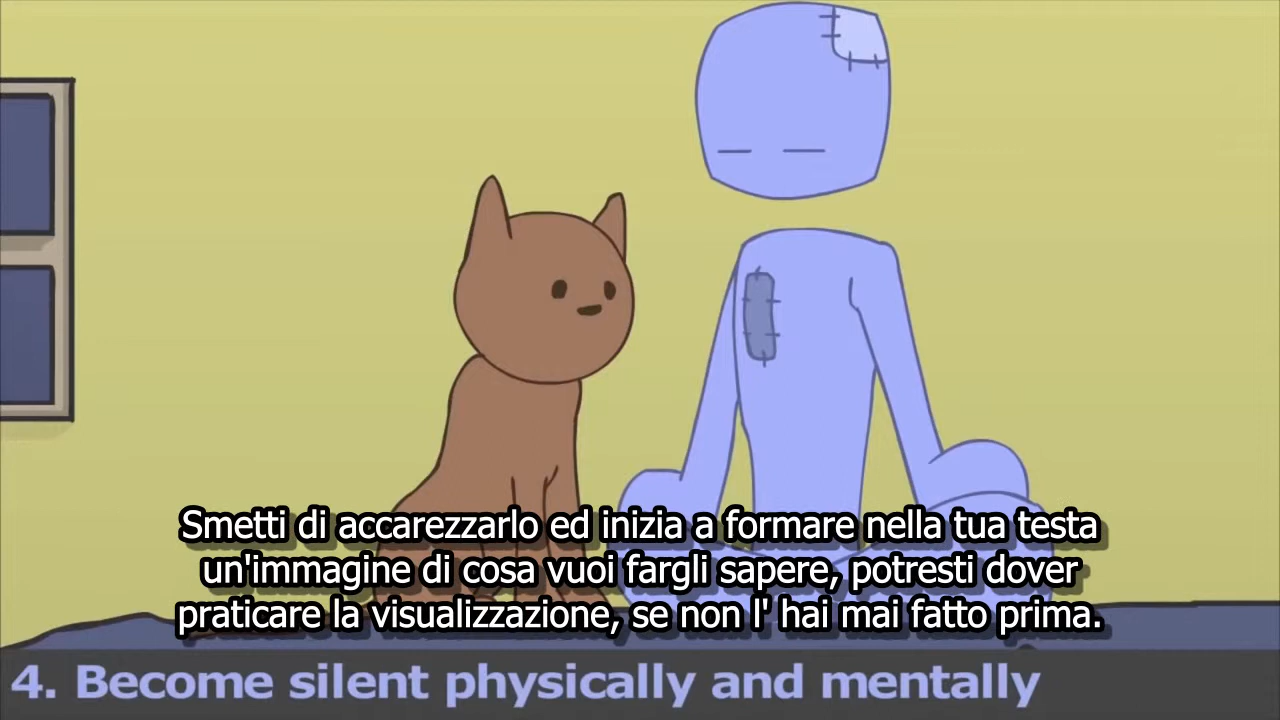 Smetti di accarezzarlo ed inizia a formare nella tua testa
un'immagine di cosa vuoi fargli sapere, potresti dover
praticare la visualizzazione, se non l' hai mai fatto prima.
4. Become silent physically and mentally